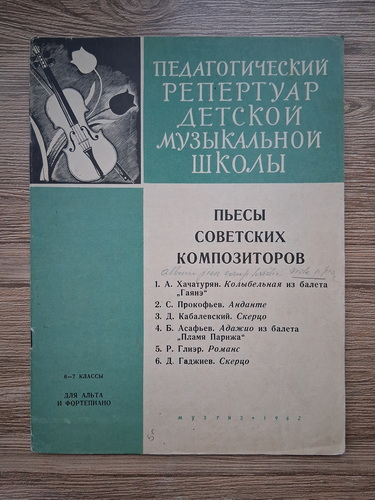 ПЕДАГОГИЧЕСКИЙ
РЕПЕРТУАР
ДЕТСКОЙ
МУЗЫКАЛЬНОЙ
ШКОЛЫ
ПЬЕСЫ
СОВЕТСКИХ
КОМПОЗИТОРОВ
1. А. Хачатурян. Колыбельная из балета
„Гаянэ“
2. С. Прокофьев. Анданте
3. Д. Кабалевский. Скерцо
4. Б. Асафьев. Адажио из балета
„Пламя Парижа“
5. Р. Глиэр. Романс
6. Д. Гаджиев. Скерцо
6–7 КЛАССЫ
ДЛЯ АЛЬТА
И ФОРТЕПИАНО
МУЗГИЗ • 1962